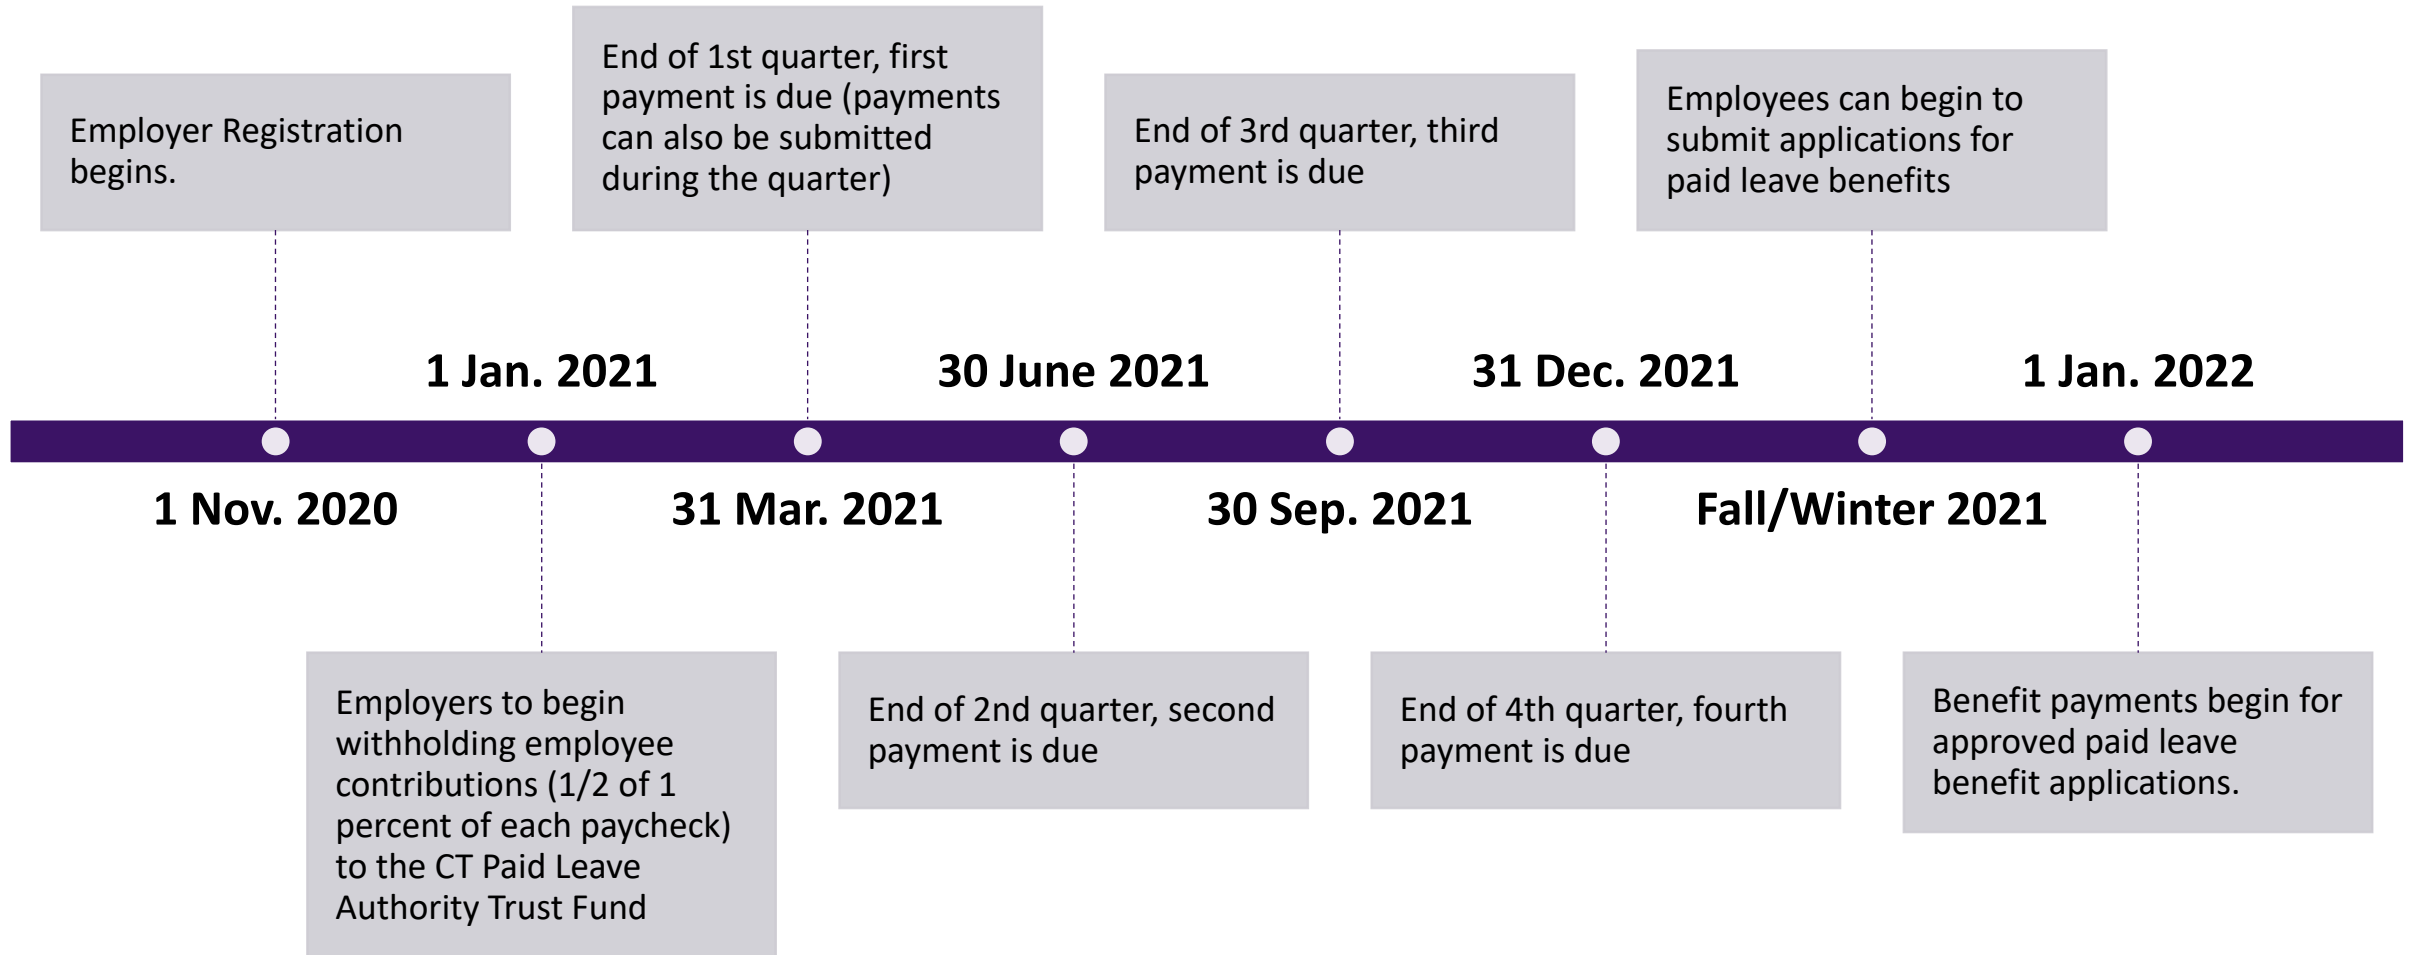 Employer Registration
begins.
1 Nov. 2020
1 Jan. 2021
Employers to begin
withholding employee
contributions (1/2 of 1
percent of each paycheck)
to the CT Paid Leave
Authority Trust Fund
End of 1st quarter, first
payment is due (payments
can also be submitted
during the quarter)
31 Mar. 2021
30 June 2021
End of 2nd quarter, second
payment is due
End of 3rd quarter, third
payment is due
30 Sep. 2021
31 Dec. 2021
End of 4th quarter, fourth
payment is due
Employees can begin to
submit applications for
paid leave benefits
Fall/Winter 2021
1 Jan. 2022
Benefit payments begin for
approved paid leave
benefit applications.